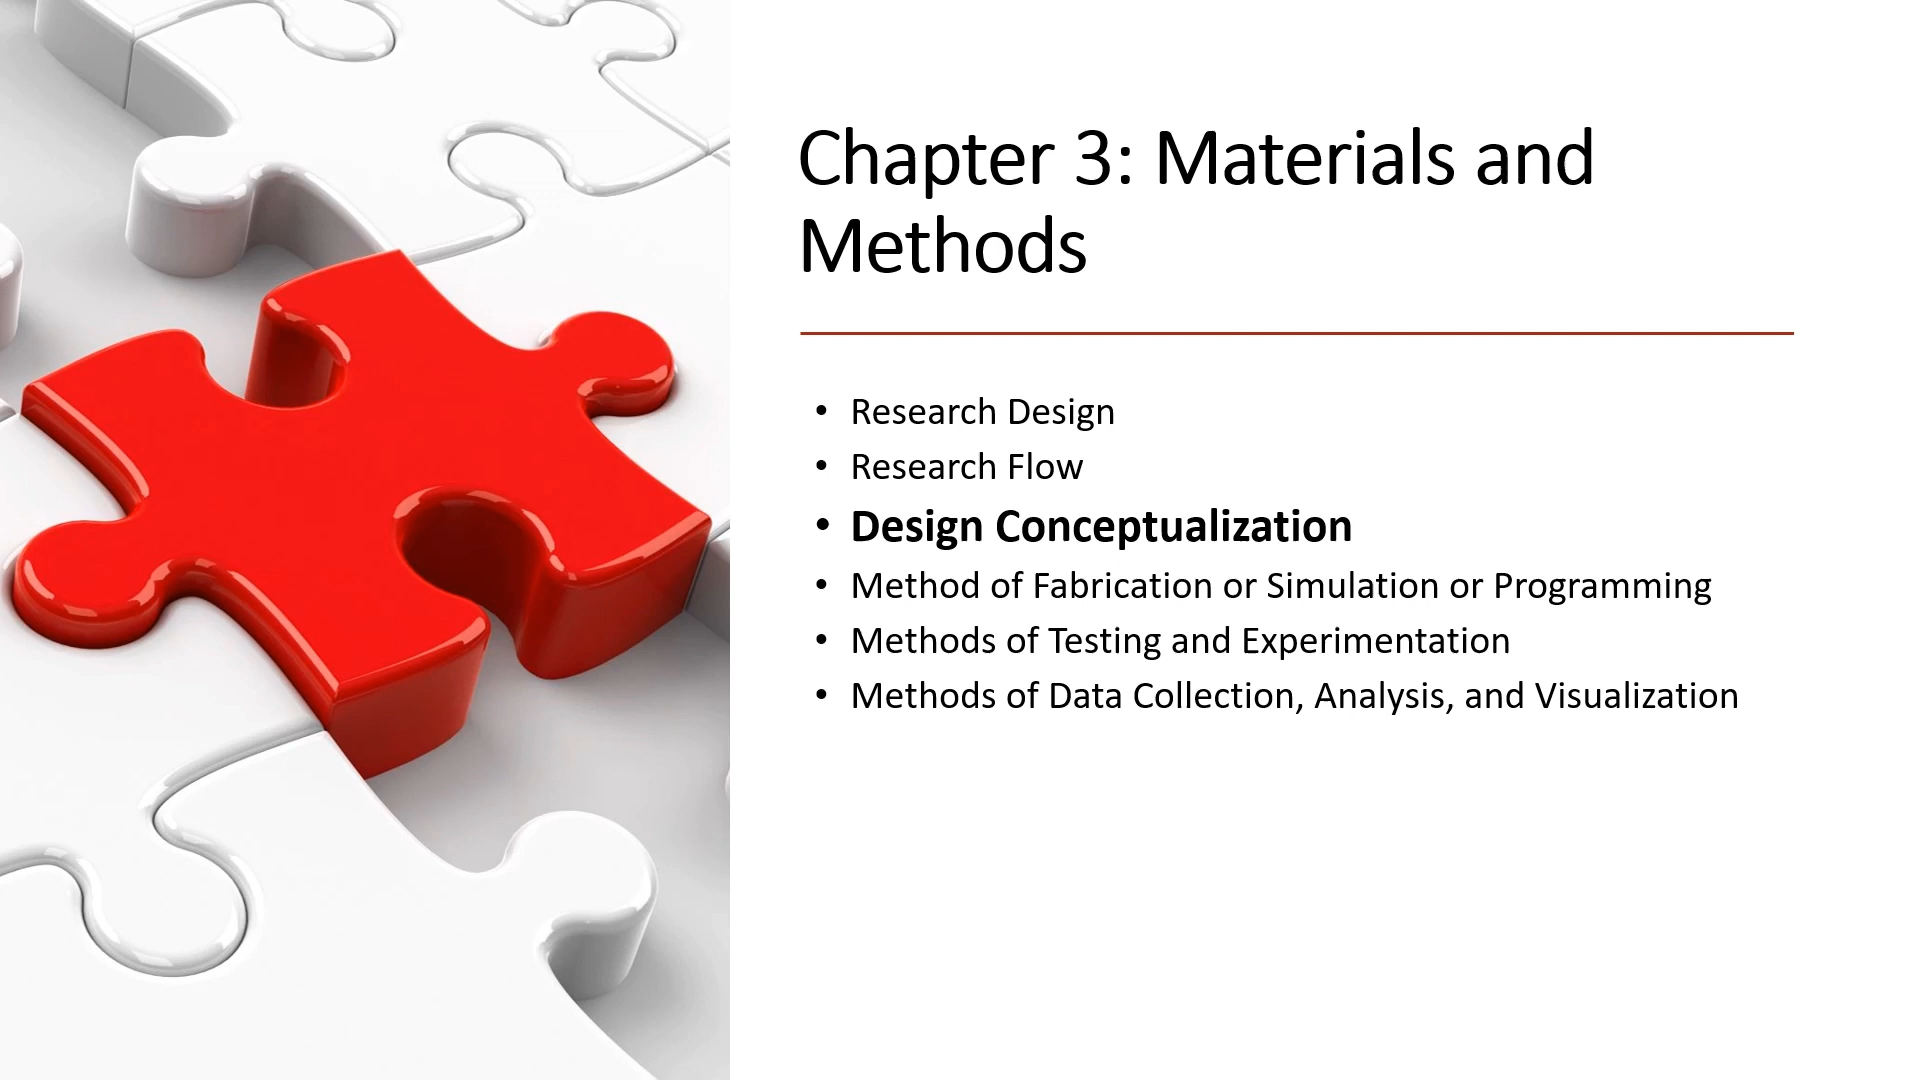 Chapter 3: Materials and
Methods
• Research Design
• Research Flow
• Design Conceptualization
• Method of Fabrication or Simulation or Programming
• Methods of Testing and Experimentation
• Methods of Data Collection, Analysis, and Visualization